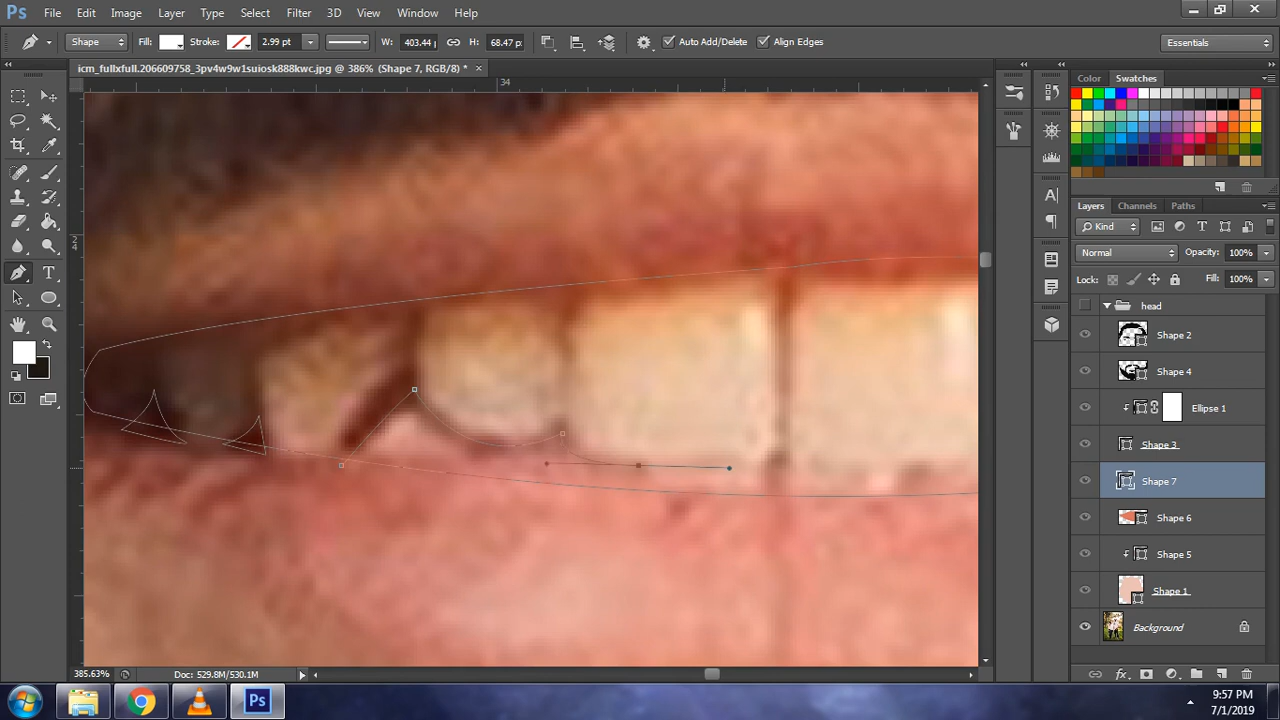 Ps File Edit Image Layer Type Select Filter 3D View Window Help
Shape Fill: Stroke: 2.99 pt W: 403.44 p H: 68.47 p: Auto Add/Delete Align Edges Essentials
icm_fullxfull.206609758_3pv4w9w1suiosk888kwc.jpg @ 386% (Shape 7, RGB/8) * ×
34
2
4
Color Swatches
Layers Channels Paths
Kind
Normal Opacity: 100%
Lock: Fill: 100%
head
Shape 2
Shape 4
Ellipse 1
Shape 3
Shape 7
Shape 6
Shape 5
Shape 1
Background
385.63% Doc: 529.8M/530.1M
Ps
9:57 PM
7/1/2019